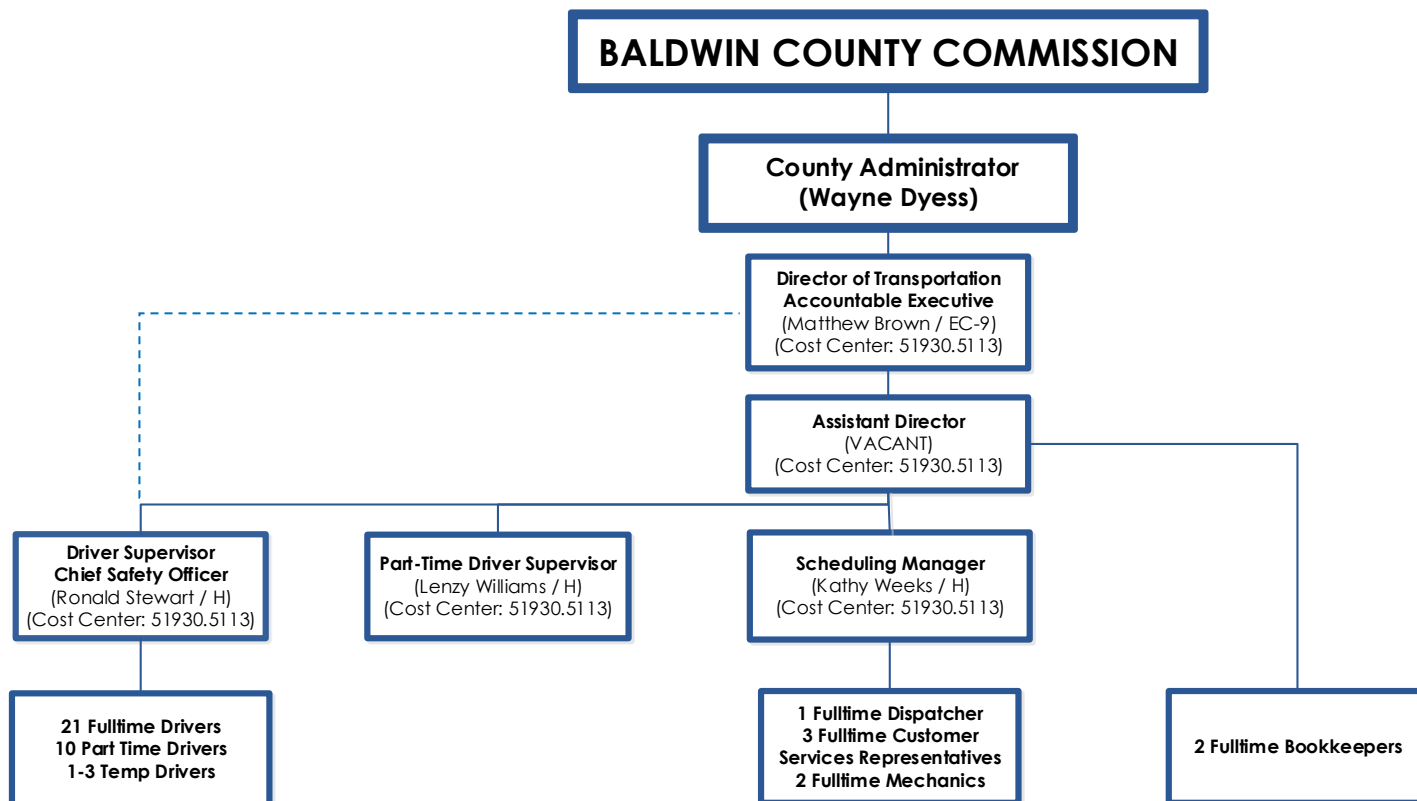 BALDWIN COUNTY COMMISSION
County Administrator
(Wayne Dyess)
Director of Transportation
Accountable Executive
(Matthew Brown / EC-9)
(Cost Center: 51930.5113)
Assistant Director
(VACANT)
(Cost Center: 51930.5113)
Driver Supervisor
Chief Safety Officer
(Ronald Stewart / H)
(Cost Center: 51930.5113)
Part-Time Driver Supervisor
(Lenzy Williams / H)
(Cost Center: 51930.5113)
Scheduling Manager
(Kathy Weeks / H)
(Cost Center: 51930.5113)
21 Fulltime Drivers
10 Part Time Drivers
1-3 Temp Drivers
1 Fulltime Dispatcher
3 Fulltime Customer
Services Representatives
2 Fulltime Mechanics
2 Fulltime Bookkeepers